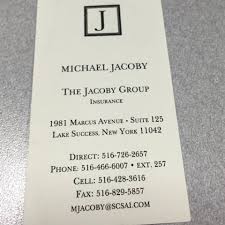 J
MICHAEL JACOBY
THE JACOBY GROUP
INSURANCE
1981 MARCUS AVENUE • SUITE 125
LAKE SUCCESS, NEW YORK 11042
DIRECT: 516-726-2657
PHONE: 516-466-6007 • EXT. 257
CELL: 516-428-3616
FAX: 516-829-5857
MJACOBY@SCSAI.COM